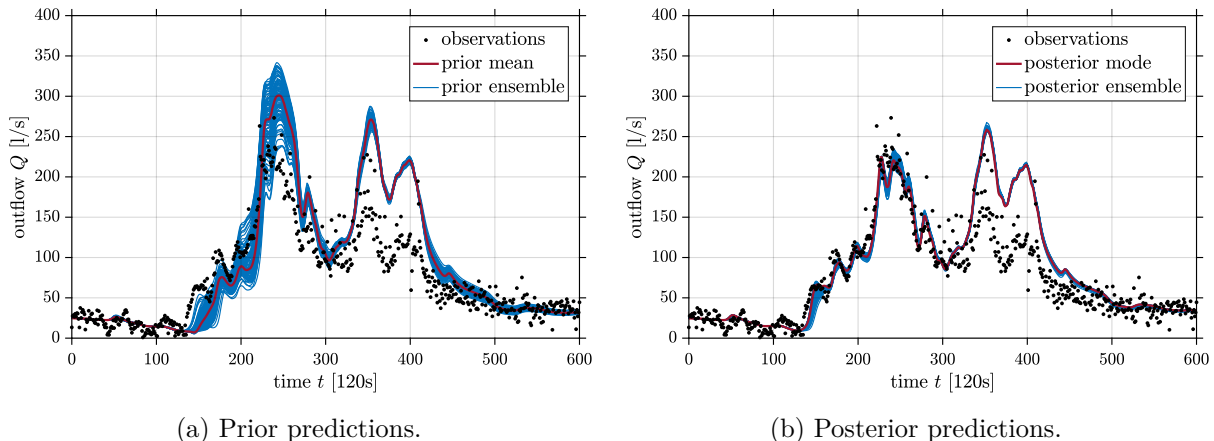 400
350
300
250
200
150
100
50
0
outflow Q [l/s]
observations
prior mean
prior ensemble
0 100 200 300 400 500 600
time t [120s]
(a) Prior predictions.
400
350
300
250
200
150
100
50
0
outflow Q [l/s]
observations
posterior mode
posterior ensemble
0 100 200 300 400 500 600
time t [120s]
(b) Posterior predictions.